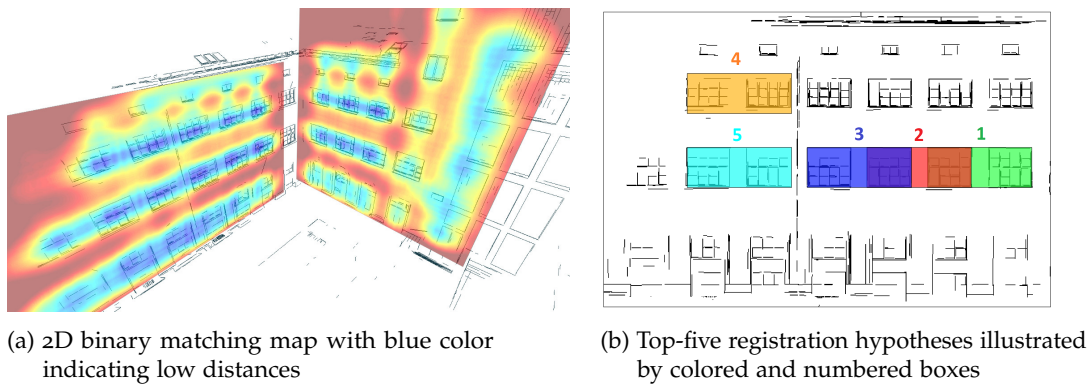 4
5
3
2
1
(a) 2D binary matching map with blue color
indicating low distances
(b) Top-five registration hypotheses illustrated
by colored and numbered boxes